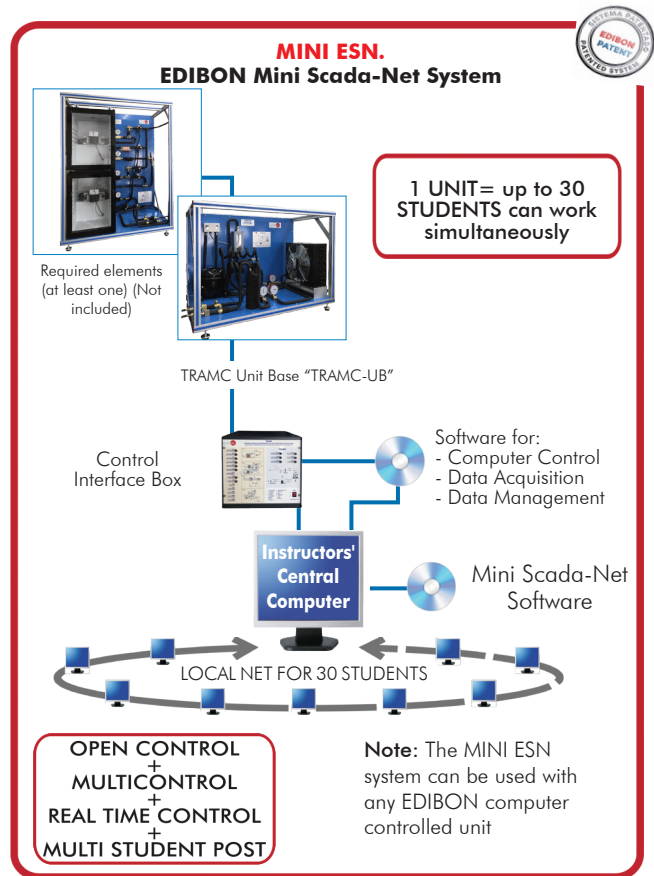 SISTEMA PATENTADO
EDIBON
PATENT
PATENTED SYSTEM
MINI ESN.
EDIBON Mini Scada-Net System
1 UNIT= up to 30
STUDENTS can work
simultaneously
Required elements
(at least one) (Not
included)
TRAMC Unit Base “TRAMC-UB”
Control
Interface Box
Software for:
- Computer Control
- Data Acquisition
- Data Management
Instructors'
Central
Computer
Mini Scada-Net
Software
LOCAL NET FOR 30 STUDENTS
OPEN CONTROL
+
MULTICONTROL
+
REAL TIME CONTROL
+
MULTI STUDENT POST
Note: The MINI ESN
system can be used with
any EDIBON computer
controlled unit